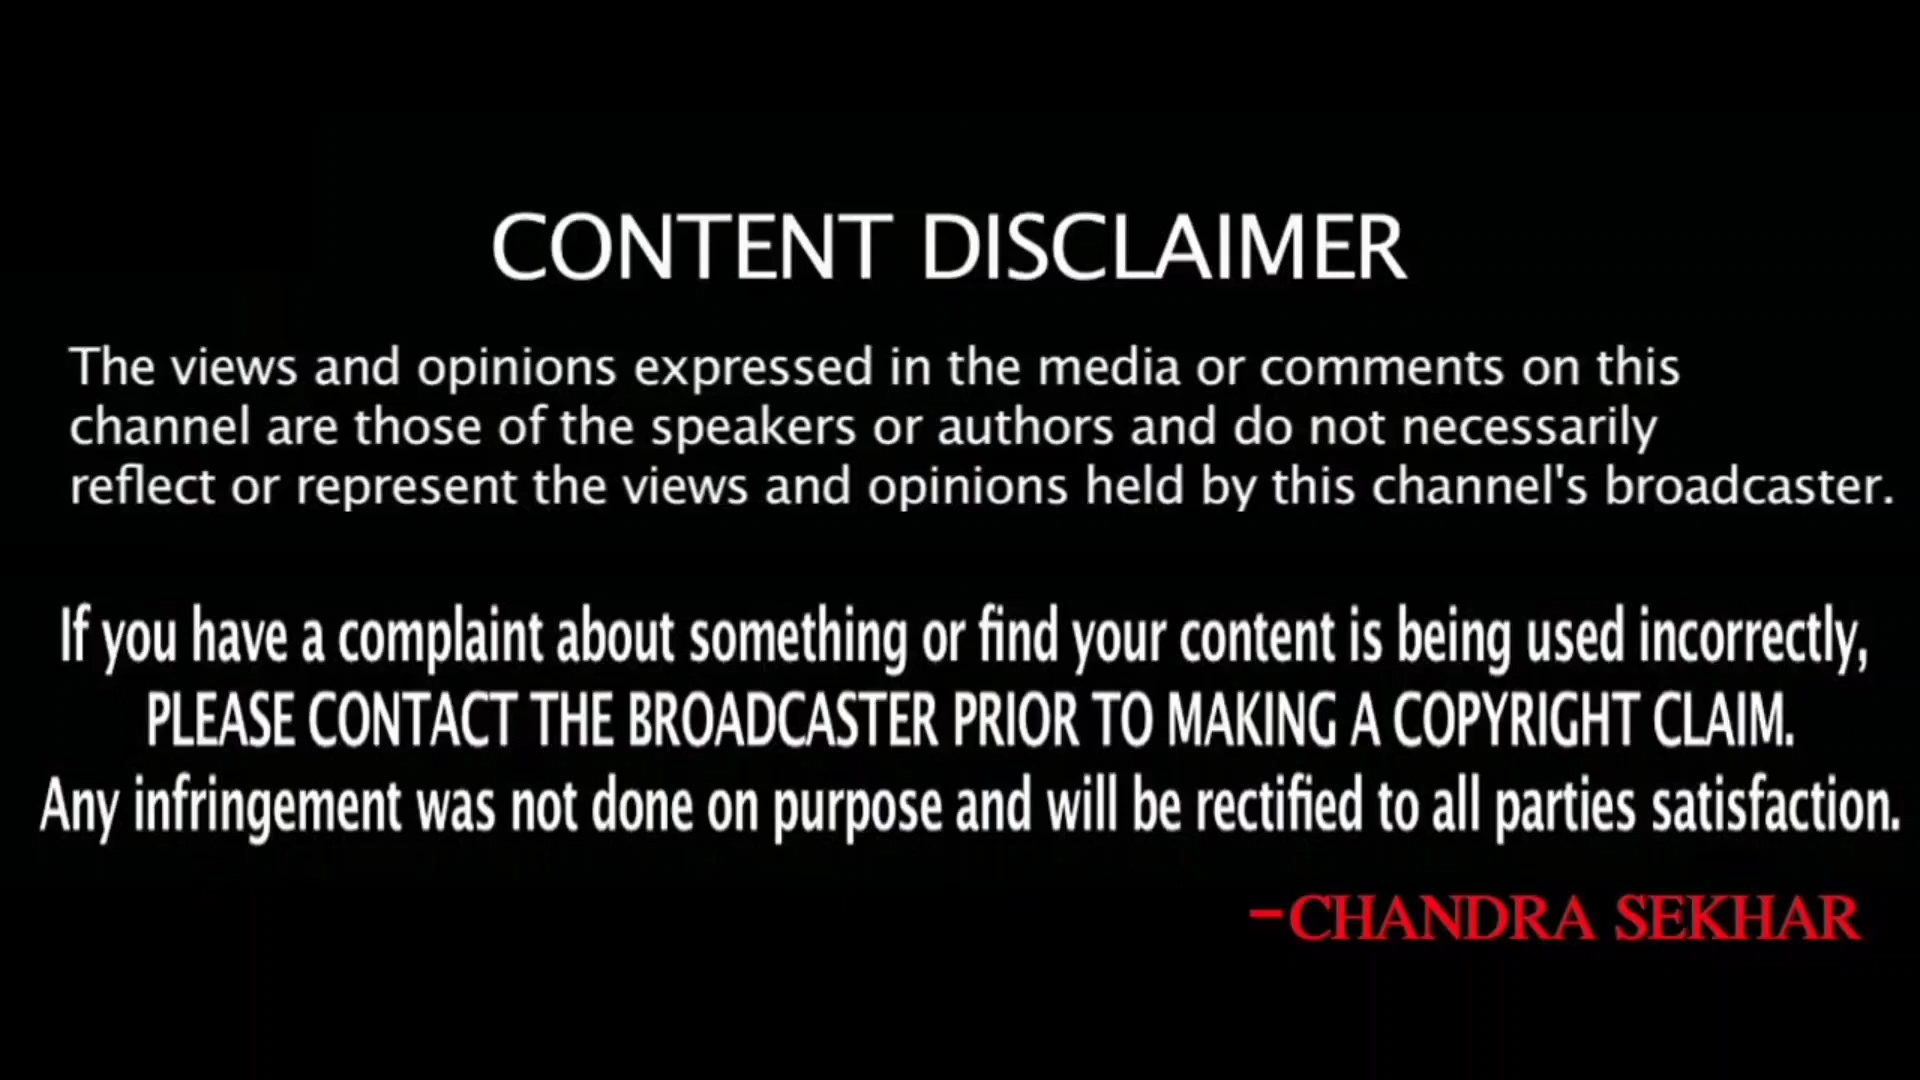 CONTENT DISCLAIMER
The views and opinions expressed in the media or comments on this
channel are those of the speakers or authors and do not necessarily
reflect or represent the views and opinions held by this channel's broadcaster.
If you have a complaint about something or find your content is being used incorrectly,
PLEASE CONTACT THE BROADCASTER PRIOR TO MAKING A COPYRIGHT CLAIM.
Any infringement was not done on purpose and will be rectified to all parties satisfaction.
-CHANDRA SEKHAR